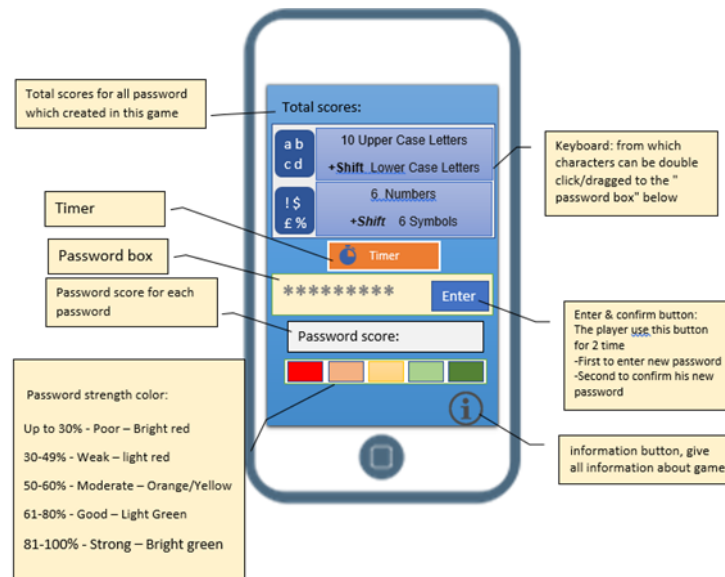 Total scores for all password
which created in this game
Total scores:
a b
c d
10 Upper Case Letters
+Shift Lower Case Letters
! $
£ %
6 Numbers
+Shift 6 Symbols
Keyboard: from which
characters can be double
click/dragged to the "
password box" below
Timer
Timer
Password box
*********
Enter
Password score for each
password
Password score:
Enter & confirm button:
The player use this button
for 2 time
-First to enter new password
-Second to confirm his new
password
Password strength color:
Up to 30% - Poor – Bright red
30-49% - Weak – light red
50-60% - Moderate – Orange/Yellow
61-80% - Good – Light Green
81-100% - Strong – Bright green
i
information button, give
all information about game